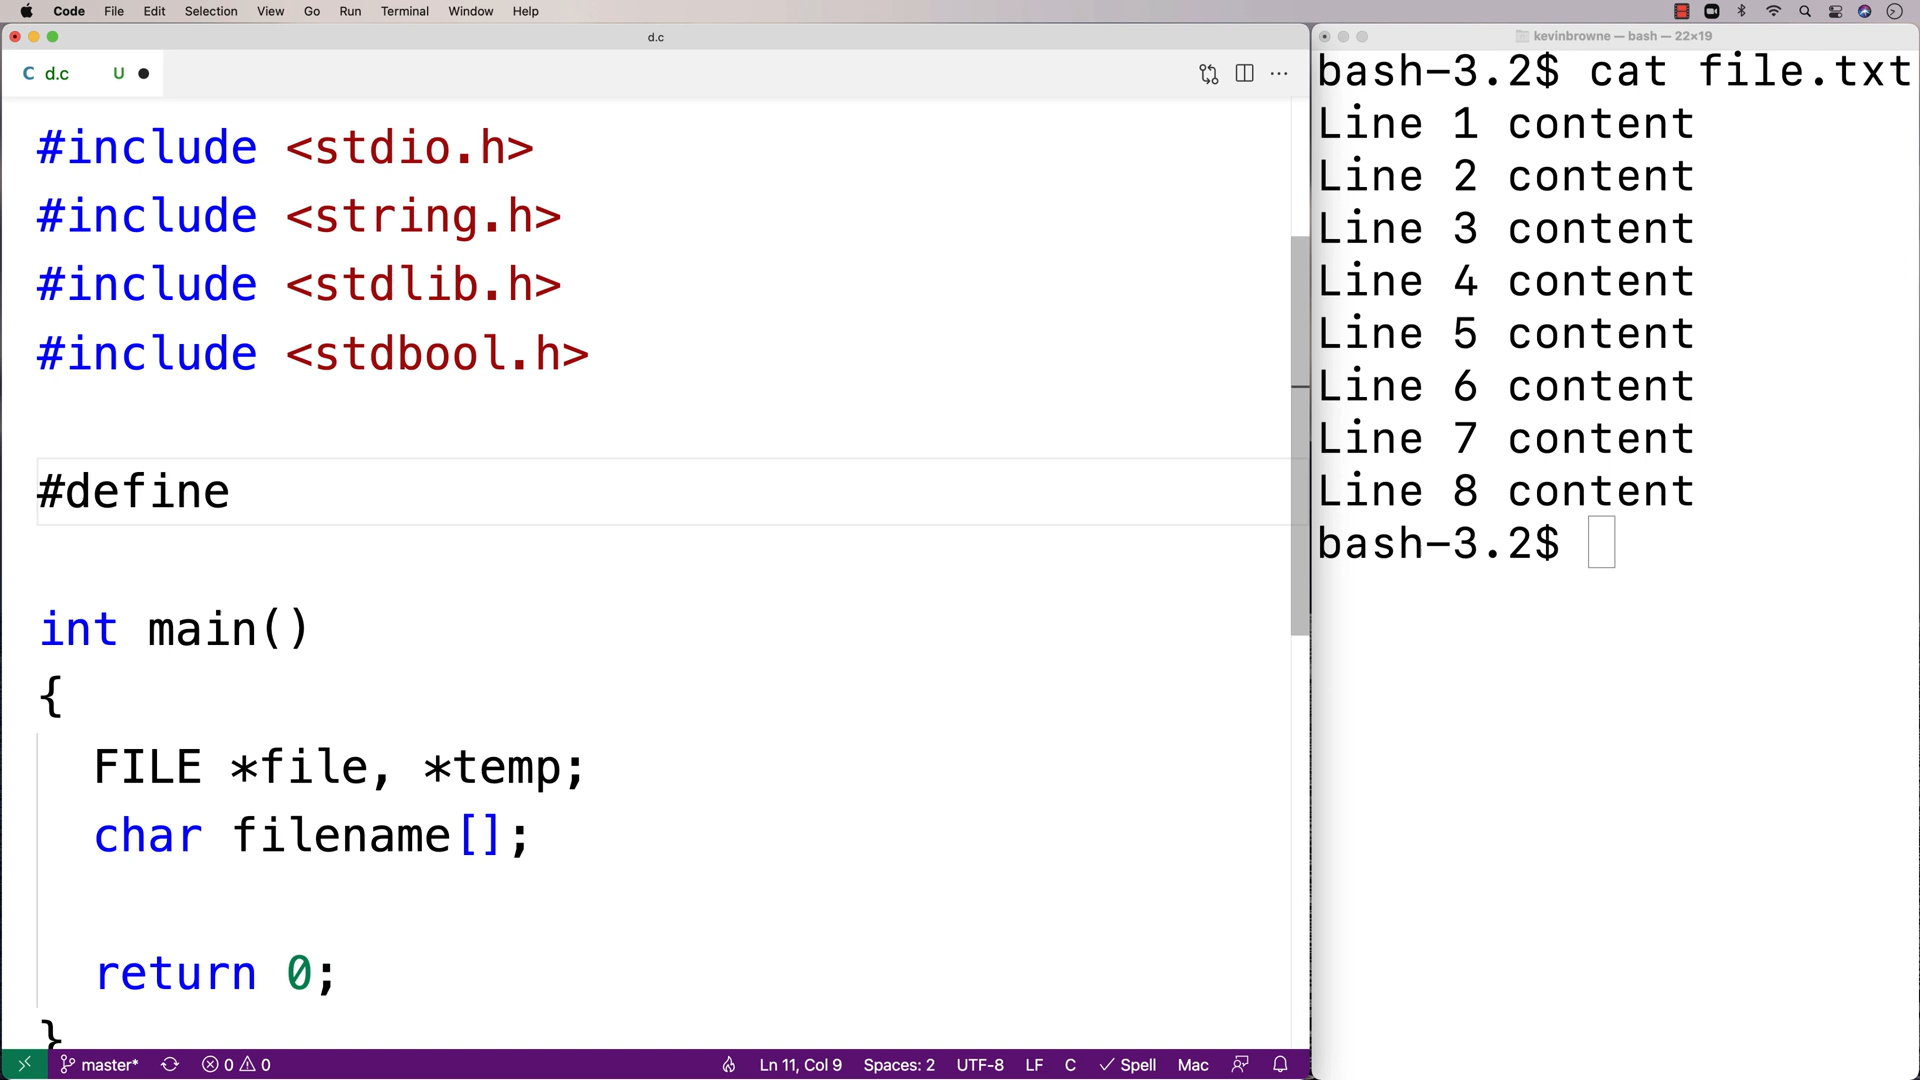 Code File Edit Selection View Go Run Terminal Window Help
d.c
C d.c U
#include <stdio.h>
#include <string.h>
#include <stdlib.h>
#include <stdbool.h>
#define
int main()
{
FILE *file, *temp;
char filename[];
return 0;
}
master* 0 0 Ln 11, Col 9 Spaces: 2 UTF-8 LF C Spell Mac
kevinbrowne — bash — 22×19
bash-3.2$ cat file.txt
Line 1 content
Line 2 content
Line 3 content
Line 4 content
Line 5 content
Line 6 content
Line 7 content
Line 8 content
bash-3.2$